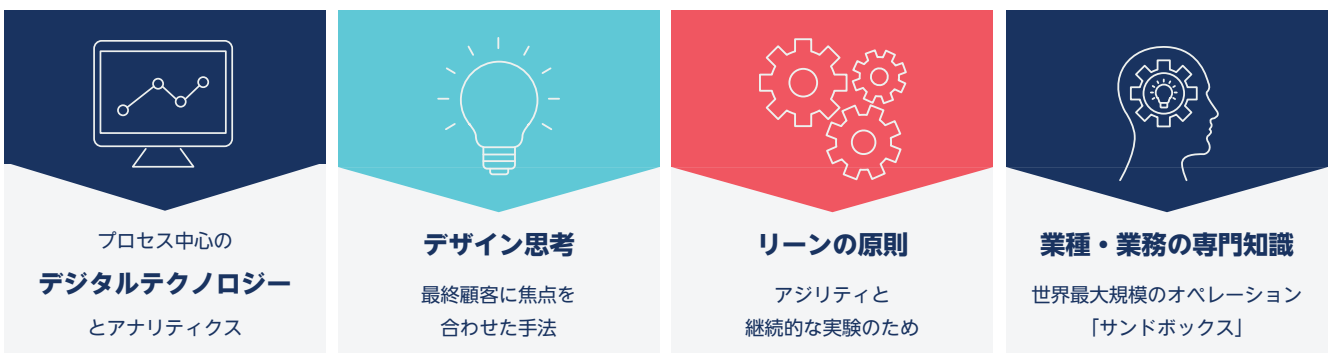 プロセス中心の
デジタルテクノロジー
とアナリティクス
デザイン思考
最終顧客に焦点を
合わせた手法
リーンの原則
アジリティと
継続的な実験のため
業種・業務の専門知識
世界最大規模のオペレーション
「サンドボックス」